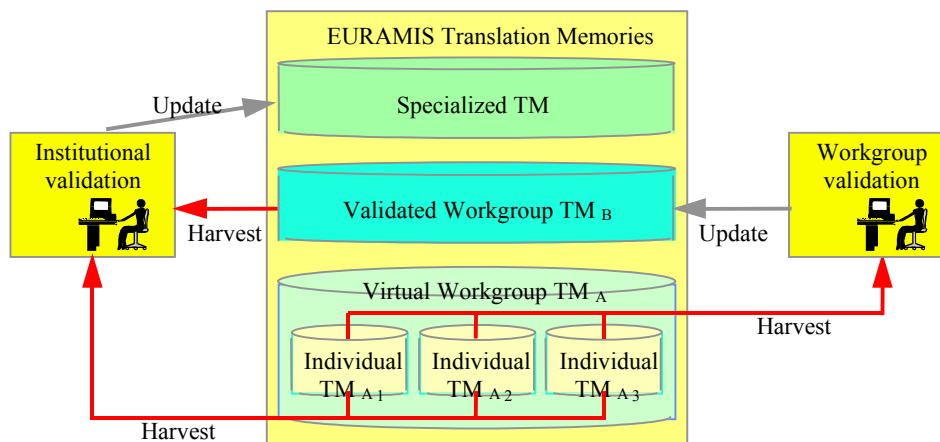 EURAMIS Translation Memories
Specialized TM
Update
Institutional
validation
Workgroup
validation
Validated Workgroup TM B
Harvest
Update
Virtual Workgroup TM A
Harvest
Individual
TM A 1
Individual
TM A 2
Individual
TM A 3
Harvest